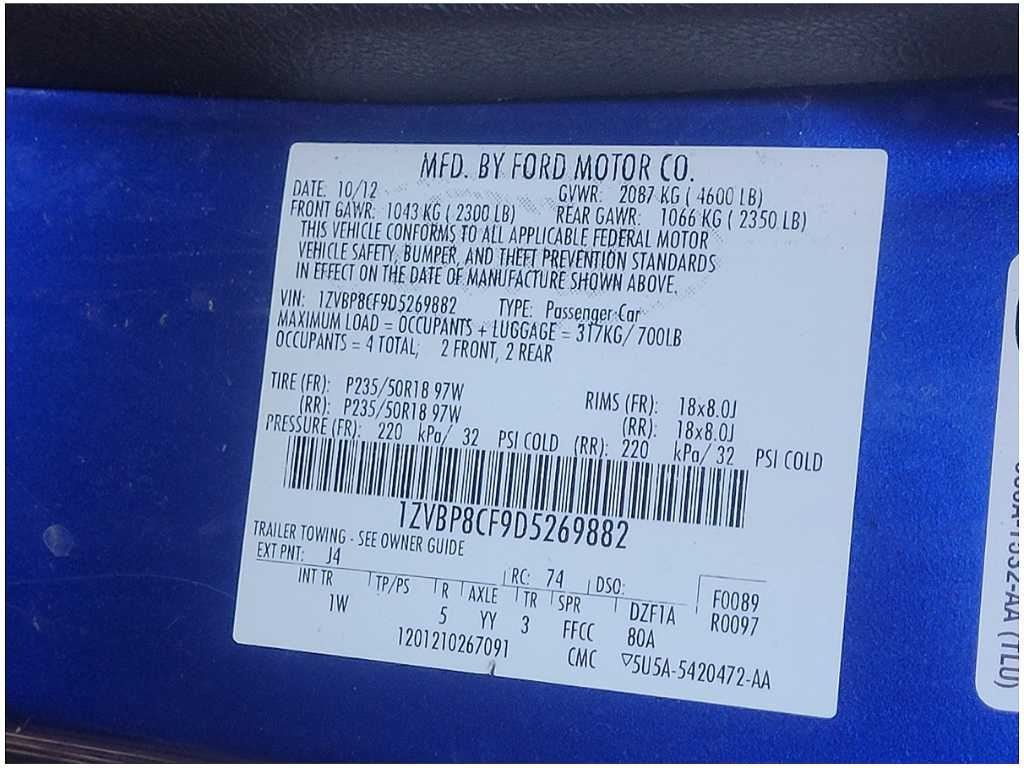 MFD. BY FORD MOTOR CO.
DATE: 10/12 GVWR: 2087 KG ( 4600 LB)
FRONT GAWR: 1043 KG ( 2300 LB) REAR GAWR: 1066 KG ( 2350 LB)
THIS VEHICLE CONFORMS TO ALL APPLICABLE FEDERAL MOTOR
VEHICLE SAFETY, BUMPER, AND THEFT PREVENTION STANDARDS
IN EFFECT ON THE DATE OF MANUFACTURE SHOWN ABOVE.
VIN: 1ZVBP8CF9D5269882 TYPE: Passenger Car
MAXIMUM LOAD = OCCUPANTS + LUGGAGE = 317KG/ 700LB
OCCUPANTS = 4 TOTAL; 2 FRONT, 2 REAR
TIRE (FR): P235/50R18 97W RIMS (FR): 18x8.0J
(RR): P235/50R18 97W (RR): 18x8.0J
PRESSURE (FR): 220 kPa/ 32 PSI COLD (RR): 220 kPa/ 32 PSI COLD
1ZVBP8CF9D5269882
TRAILER TOWING - SEE OWNER GUIDE
EXT PNT: J4 RC: 74 DSO: F0089
INT TR TP/PS R AXLE TR SPR DZF1A R0097
1W 5 YY 3 FFCC 80A
1201210267091 CMC ▽5U5A-5420472-AA
-AA (TLU)